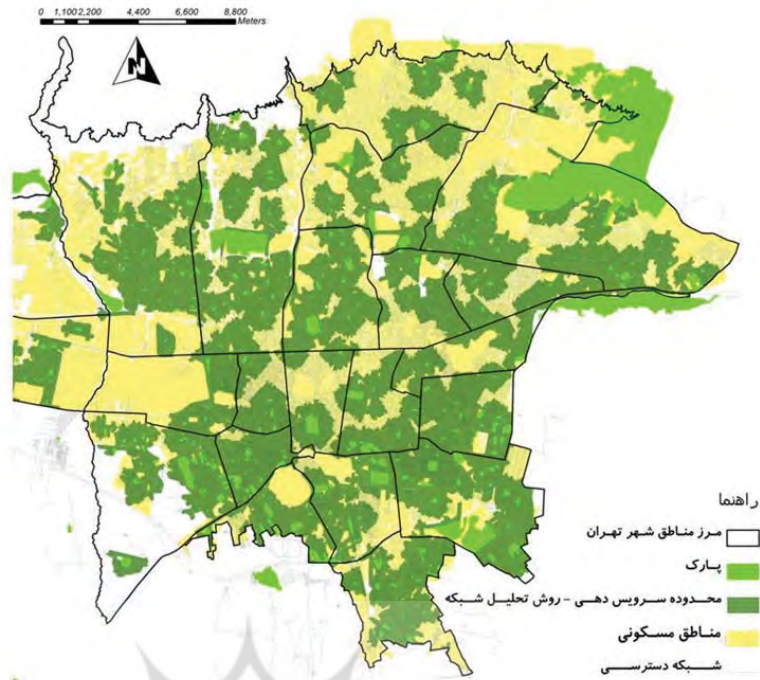 0 1,100 2,200 4,400 6,600 8,800
Meters
N
راهنما
مرز مناطق شهر تهران
پارک
محدوده سرویس دهی - روش تحلیل شبکه
مناطق مسکونی
شبکه دسترسی